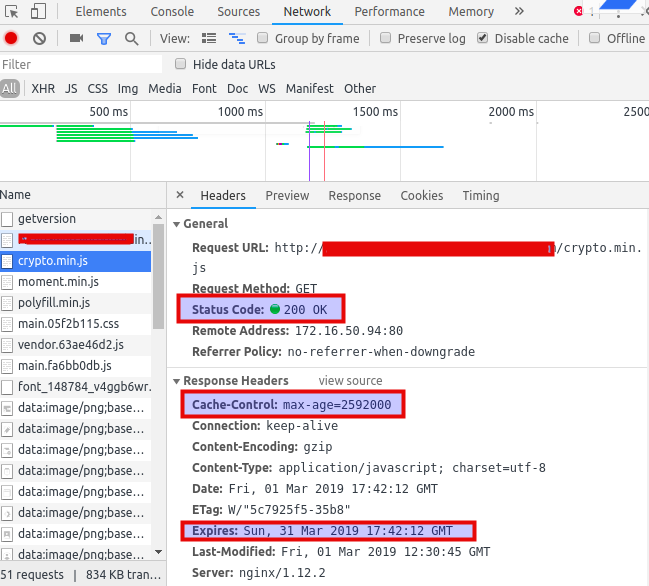 Elements Console Sources Network Performance Memory »
View: Group by frame Preserve log Disable cache Offline
Filter Hide data URLs
All XHR JS CSS Img Media Font Doc WS Manifest Other
500 ms 1000 ms 1500 ms 2000 ms 2500
Name × Headers Preview Response Cookies Timing
getversion
in..
crypto.min.js
moment.min.js
polyfill.min.js
main.05f2b115.css
vendor.63ae46d2.js
main.fa6bb0db.js
font_148784_v4ggb6wr...
data:image/png;base...
data:image/png;base...
data:image/png;base...
data:image/png;base...
data:image/png;base...
data:image/png;base...
data:image/png;base...
data:image/png;base...
51 requests | 834 KB tran...
General
Request URL: http:// /crypto.min.
js
Request Method: GET
Status Code: 200 OK
Remote Address: 172.16.50.94:80
Referrer Policy: no-referrer-when-downgrade
Response Headers view source
Cache-Control: max-age=2592000
Connection: keep-alive
Content-Encoding: gzip
Content-Type: application/javascript; charset=utf-8
Date: Fri, 01 Mar 2019 17:42:12 GMT
ETag: W/"5c7925f5-35b8"
Expires: Sun, 31 Mar 2019 17:42:12 GMT
Last-Modified: Fri, 01 Mar 2019 12:30:45 GMT
Server: nginx/1.12.2